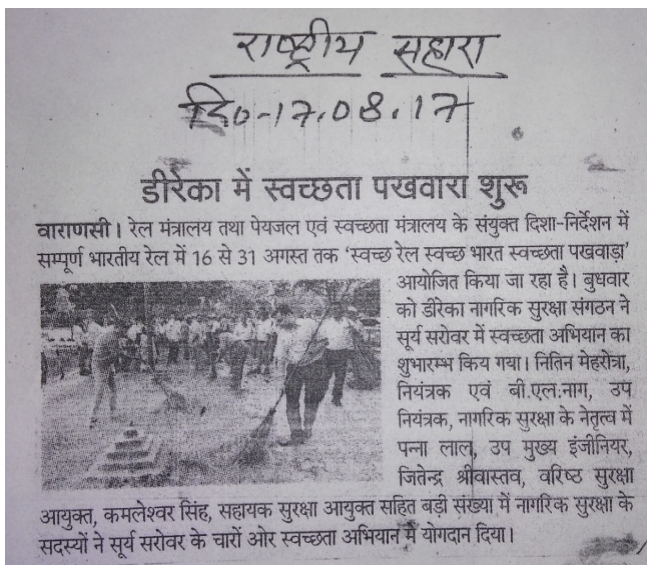 राष्ट्रीय सहारा
दि०-17.08.17
डीरेका में स्वच्छता पखवारा शुरू
वाराणसी। रेल मंत्रालय तथा पेयजल एवं स्वच्छता मंत्रालय के संयुक्त दिशा-निर्देशन में
सम्पूर्ण भारतीय रेल में 16 से 31 अगस्त तक ‘स्वच्छ रेल स्वच्छ भारत स्वच्छता पखवाड़ा’
आयोजित किया जा रहा है। बुधवार
को डीरेका नागरिक सुरक्षा संगठन ने
सूर्य सरोवर में स्वच्छता अभियान का
शुभारम्भ किय गया। नितिन मेहरोत्रा,
नियंत्रक एवं बी.एल.नाग, उप
नियंत्रक, नागरिक सुरक्षा के नेतृत्व में
पन्ना लाल, उप मुख्य इंजीनियर,
जितेन्द्र श्रीवास्तव, वरिष्ठ सुरक्षा
आयुक्त, कमलेश्वर सिंह, सहायक सुरक्षा आयुक्त सहित बड़ी संख्या में नागरिक सुरक्षा के
सदस्यों ने सूर्य सरोवर के चारों ओर स्वच्छता अभियान में योगदान दिया।